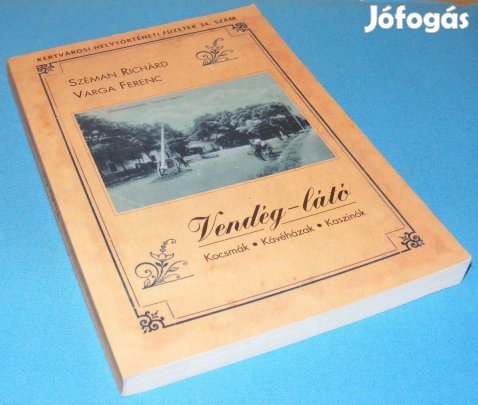 Jófogás
KERTVÁROSI HELYTÖRTÉNETI FÜZETEK 34. SZÁM
SZÉMAN RICHÁRD
VARGA FERENC
Vendég-látó
Kocsmák • Kávéházak • Kaszinók